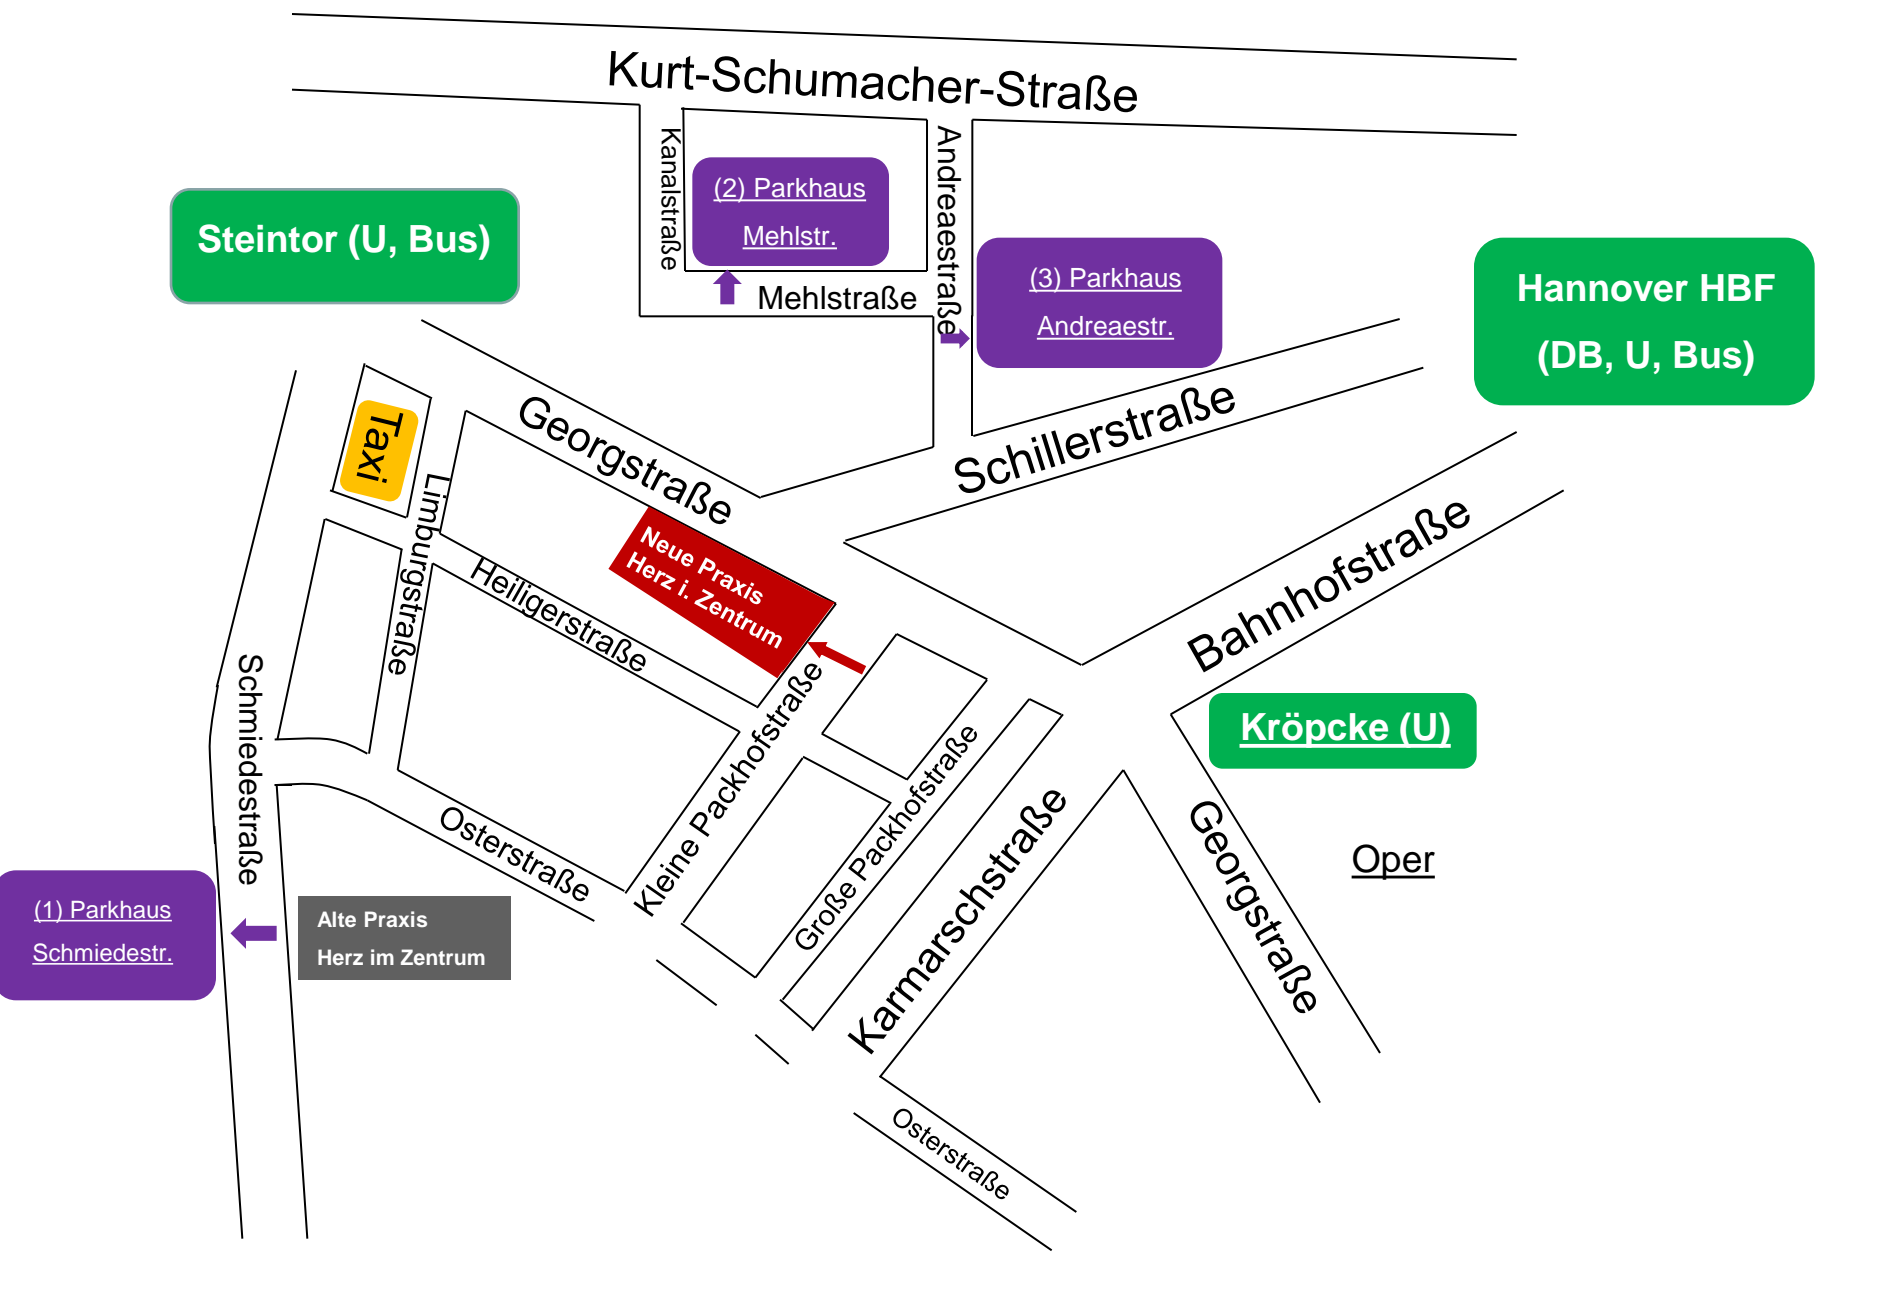 Kurt-Schumacher-Straße
Kanalstraße
(2) Parkhaus
Mehlstr.
Andreaestraße
Steintor (U, Bus)
(3) Parkhaus
Andreaestr.
Hannover HBF
(DB, U, Bus)
Mehlstraße
Georgstraße
Schillerstraße
Taxi
Limburgstraße
Neue Praxis
Herz i. Zentrum
Bahnhofstraße
Heiligerstraße
Schmiedestraße
Kleine Packhofstraße
Kröpcke (U)
Große Packhofstraße
Karmarschstraße
Georgstraße
Osterstraße
Oper
(1) Parkhaus
Schmiedestr.
Alte Praxis
Herz im Zentrum
Osterstraße